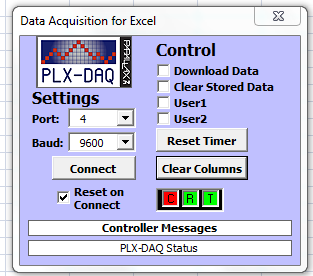 Data Acquisition for Excel
PARALLAX
PLX-DAQ
Control
Download Data
Clear Stored Data
User1
User2
Settings
Port: 4
Baud: 9600
Reset Timer
Connect
Clear Columns
Reset on
Connect
C R T
Controller Messages
PLX-DAQ Status